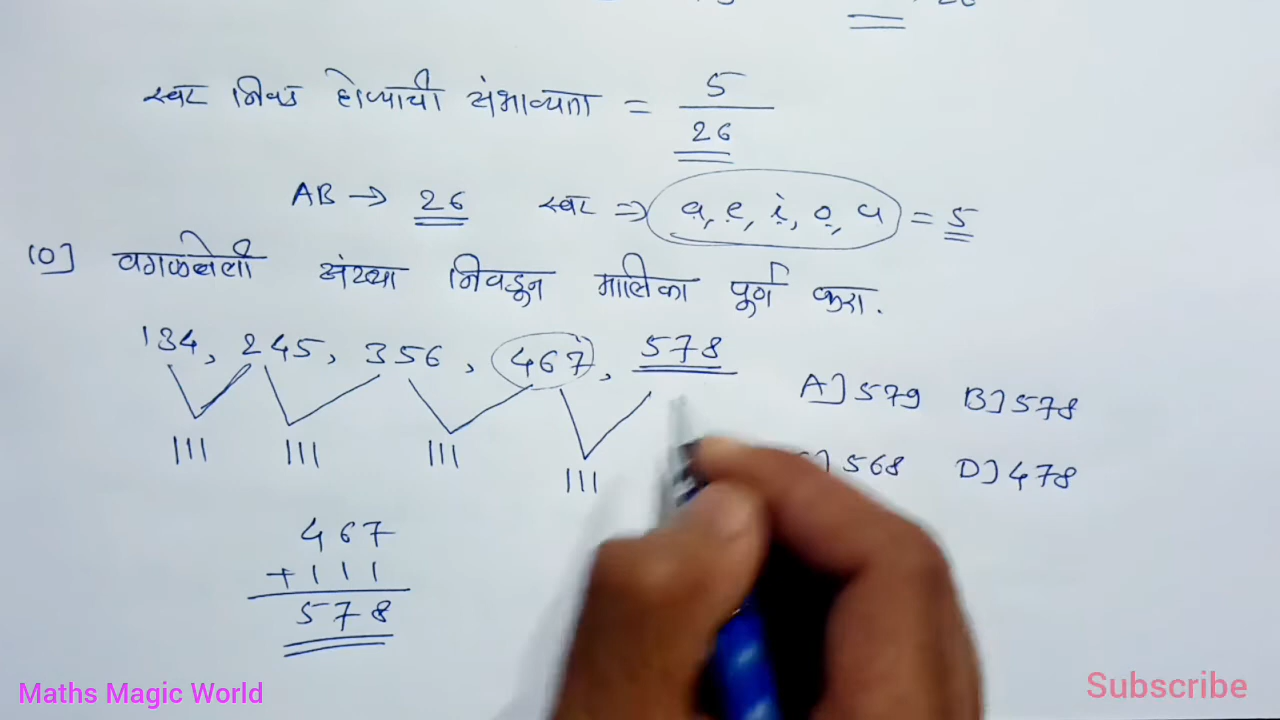 26
स्वर निवड होण्याची संभाव्यता = 5/26
AB → 26 स्वर ⇒ a, e, i, o, u = 5
10] वगळलेली संख्या निवडून मालिका पूर्ण करा.
134, 245, 356, 467, 578
A] 579 B] 578
111 111 111 111
568 D] 478
467
+111
578
Maths Magic World
Subscribe